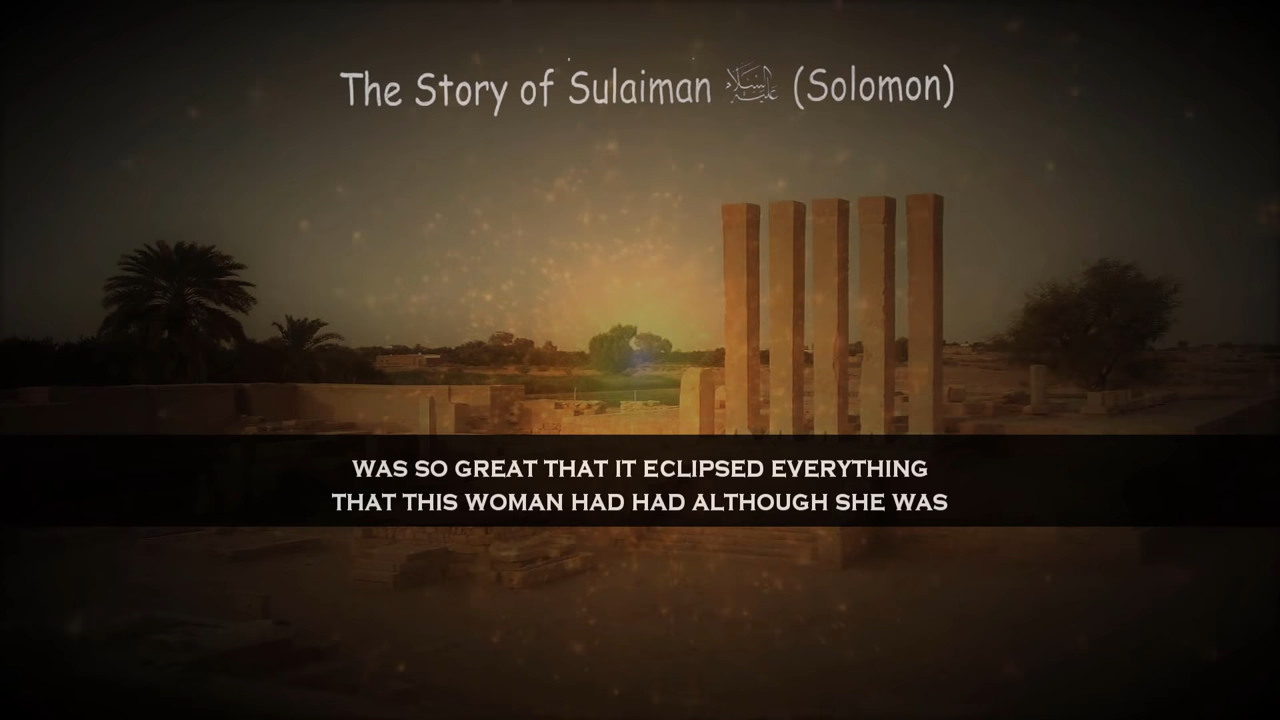 The Story of Sulaiman عليه السلام (Solomon)
WAS SO GREAT THAT IT ECLIPSED EVERYTHING
THAT THIS WOMAN HAD HAD ALTHOUGH SHE WAS